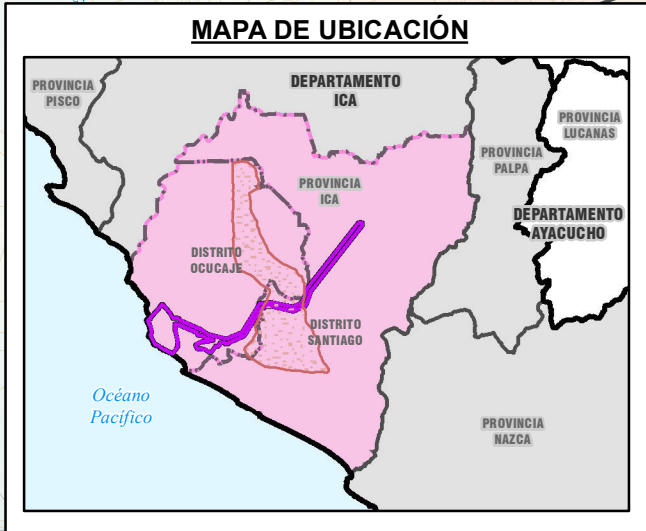 MAPA DE UBICACIÓN
PROVINCIA
PISCO
DEPARTAMENTO
ICA
PROVINCIA
LUCANAS
PROVINCIA
PALPA
PROVINCIA
ICA
DEPARTAMENTO
AYACUCHO
DISTRITO
OCUCAJE
DISTRITO
SANTIAGO
Océano
Pacífico
PROVINCIA
NAZCA